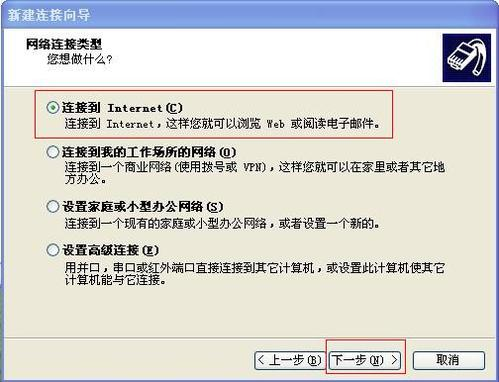 新建连接向导
网络连接类型
您想做什么?
连接到 Internet(C)
连接到 Internet,这样您就可以浏览 Web 或阅读电子邮件。
连接到我的工作场所的网络(O)
连接到一个商业网络(使用拨号或 VPN),这样您就可以在家里或者其它地
方办公。
设置家庭或小型办公网络(S)
连接到一个现有的家庭或小型办公网络,或者设置一个新的。
设置高级连接(E)
用并口,串口或红外端口直接连接到其它计算机,或设置此计算机使其它
计算机能与它连接。
< 上一步(B) 下一步(N) > 取消